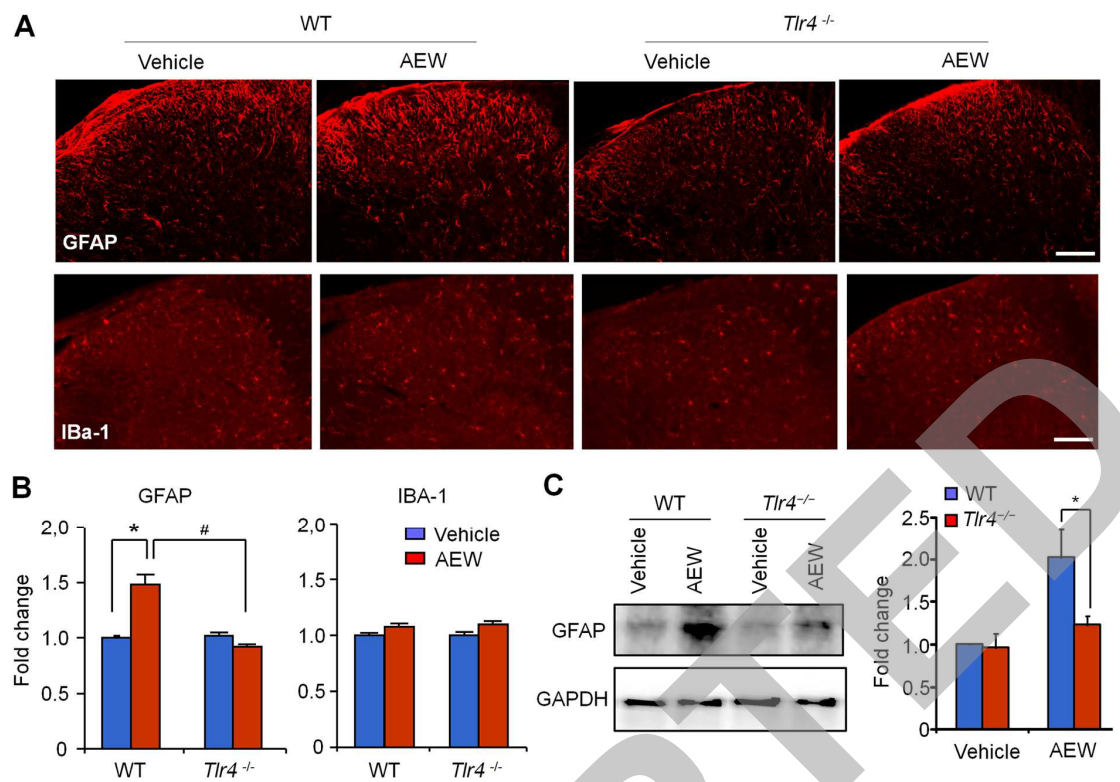 A
WT
Tlr4 -/-
Vehicle
AEW
Vehicle
AEW
GFAP
IBa-1
B
GFAP
IBA-1
Fold change
2,0
1.5
1.0
0.5
0
*
#
WT
Tlr4 -/-
2,0
1.5
1.0
0.5
0
Vehicle
AEW
WT
Tlr4 -/-
C
WT
Tlr4−/−
Vehicle
AEW
Vehicle
AEW
GFAP
GAPDH
WT
Tlr4−/−
Fold change
2.5
2.0
1.5
1.0
0.5
0
*
Vehicle
AEW
PTED